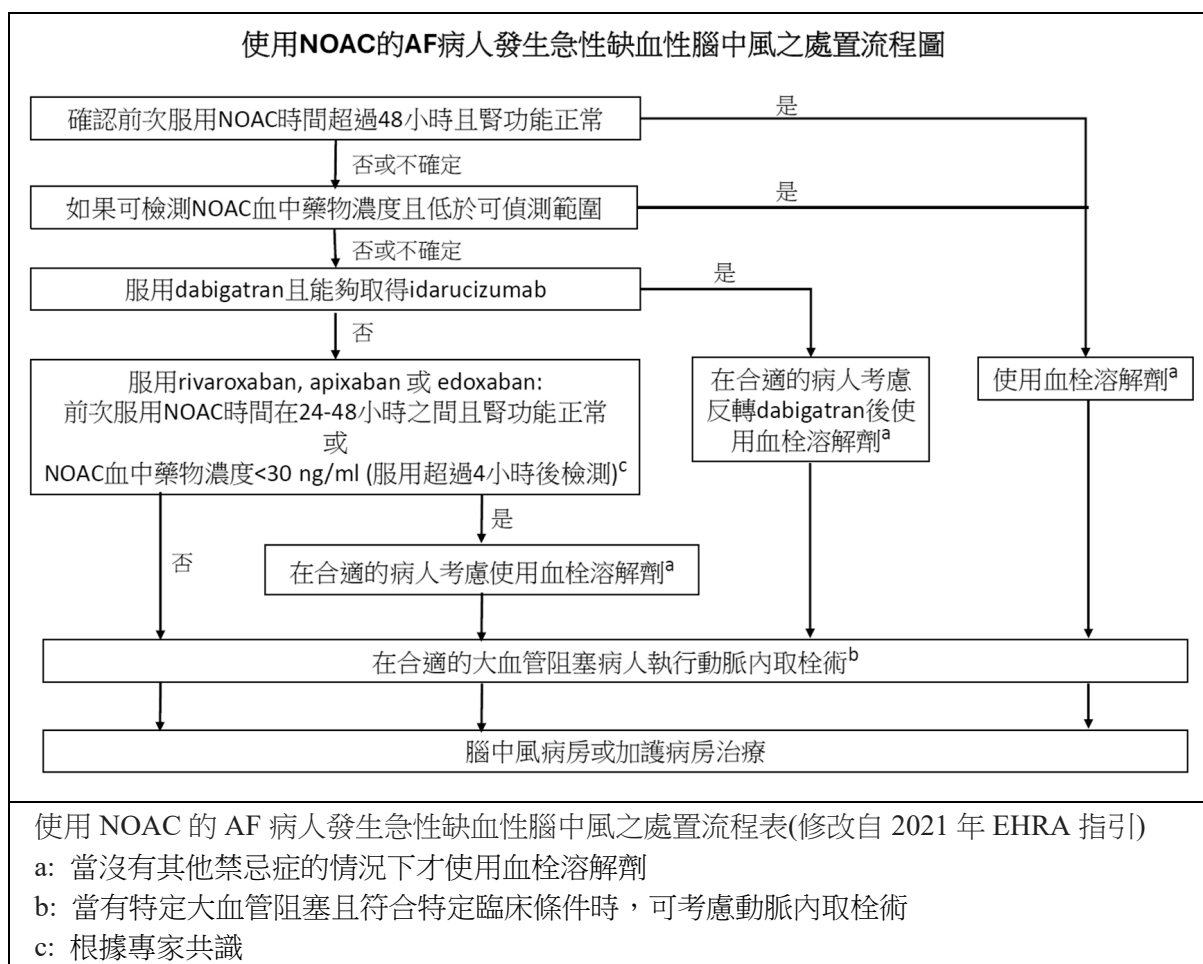 使用NOAC的AF病人發生急性缺血性腦中風之處置流程圖
確認前次服用NOAC時間超過48小時且腎功能正常
是
否或不確定
如果可檢測NOAC血中藥物濃度且低於可偵測範圍
是
否或不確定
服用dabigatran且能夠取得idarucizumab
是
否
服用rivaroxaban, apixaban 或 edoxaban:
前次服用NOAC時間在24-48小時之間且腎功能正常
或
NOAC血中藥物濃度<30 ng/ml (服用超過4小時後檢測)c
在合適的病人考慮
反轉dabigatran後使
用血栓溶解劑a
使用血栓溶解劑a
是
否
在合適的病人考慮使用血栓溶解劑a
在合適的大血管阻塞病人執行動脈內取栓術b
腦中風病房或加護病房治療
使用 NOAC 的 AF 病人發生急性缺血性腦中風之處置流程表(修改自 2021 年 EHRA 指引)
a: 當沒有其他禁忌症的情況下才使用血栓溶解劑
b: 當有特定大血管阻塞且符合特定臨床條件時，可考慮動脈內取栓術
c: 根據專家共識